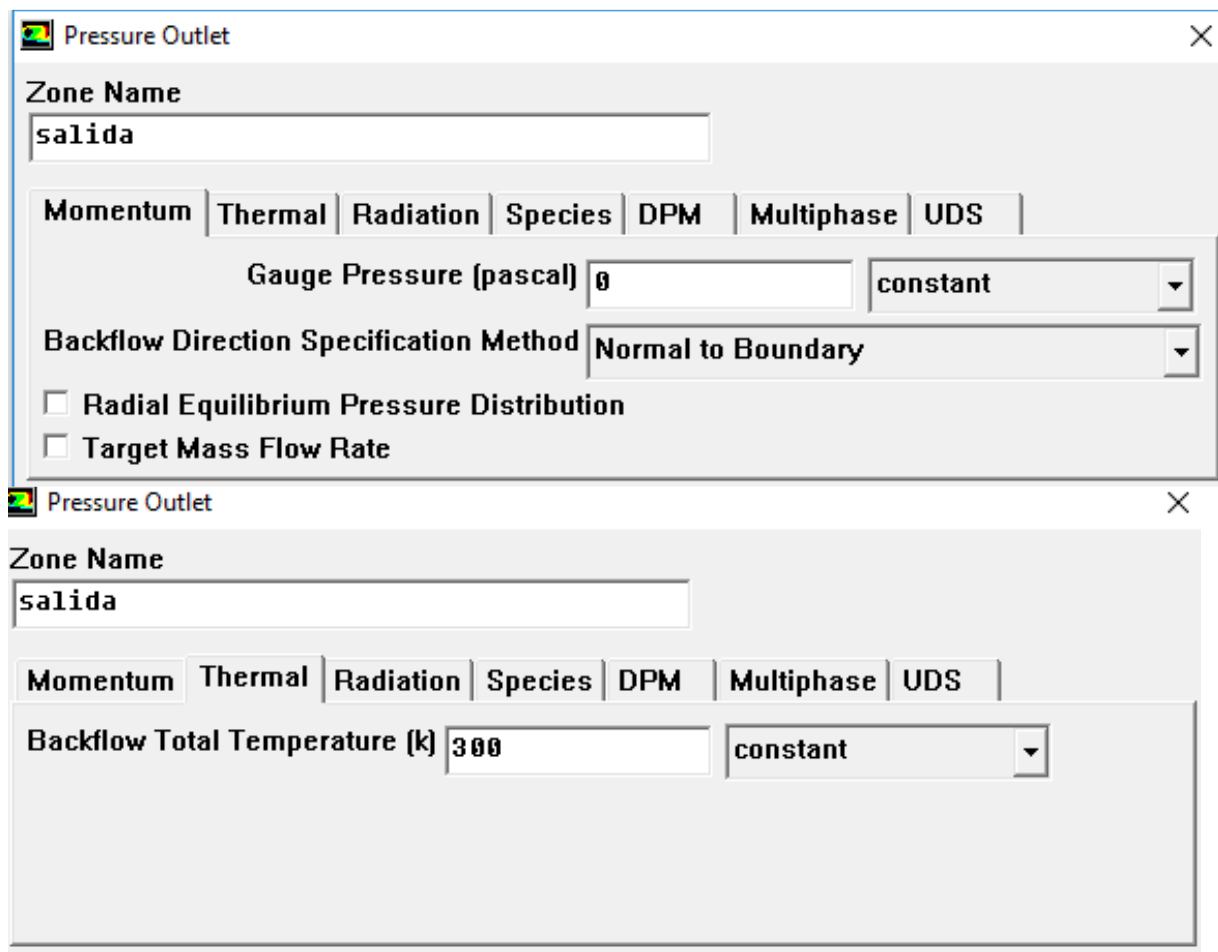 Pressure Outlet
Zone Name
salida
Momentum Thermal Radiation Species DPM Multiphase UDS
Gauge Pressure (pascal) 0 constant
Backflow Direction Specification Method Normal to Boundary
Radial Equilibrium Pressure Distribution
Target Mass Flow Rate
Pressure Outlet
Zone Name
salida
Momentum Thermal Radiation Species DPM Multiphase UDS
Backflow Total Temperature (k) 300 constant